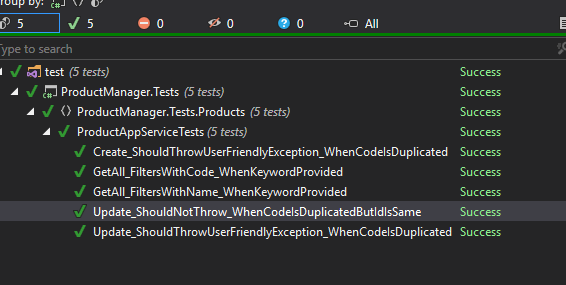 Group by:
5 5 0 0 0 All
Type to search
test (5 tests) Success
ProductManager.Tests (5 tests) Success
ProductManager.Tests.Products (5 tests) Success
ProductAppServiceTests (5 tests) Success
Create_ShouldThrowUserFriendlyException_WhenCodeIsDuplicated Success
GetAll_FiltersWithCode_WhenKeywordProvided Success
GetAll_FiltersWithName_WhenKeywordProvided Success
Update_ShouldNotThrow_WhenCodeIsDuplicatedButIdIsSame Success
Update_ShouldThrowUserFriendlyException_WhenCodeIsDuplicated Success